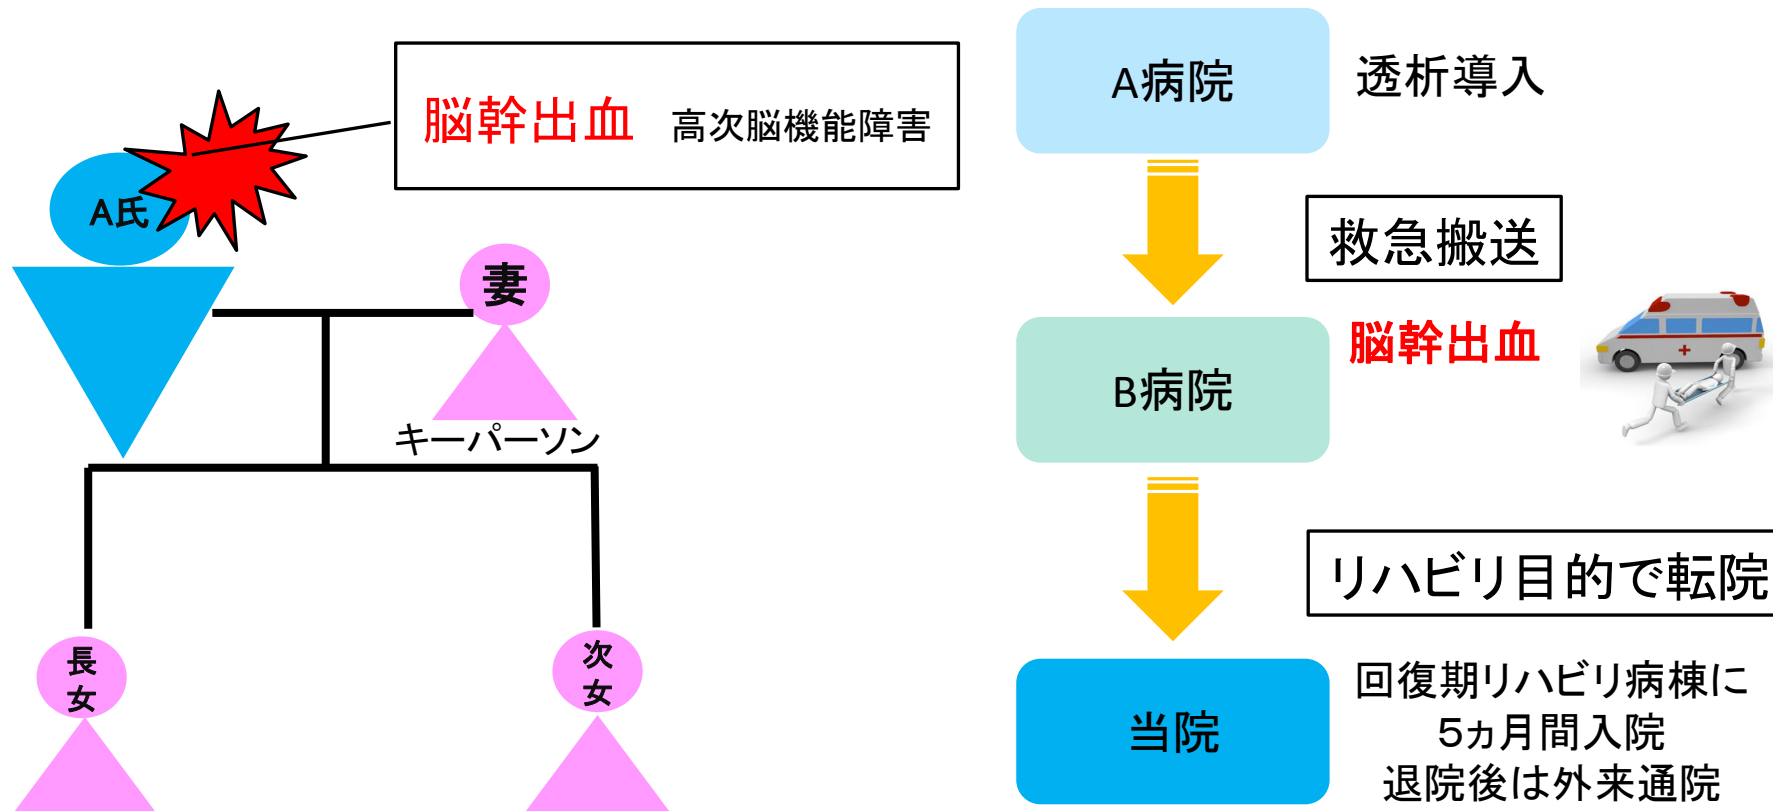 脳幹出血 高次脳機能障害
A氏
妻
キーパーソン
長
女
次
女
A病院
透析導入
救急搬送
脳幹出血
B病院
リハビリ目的で転院
当院
回復期リハビリ病棟に
5ヵ月間入院
退院後は外来通院